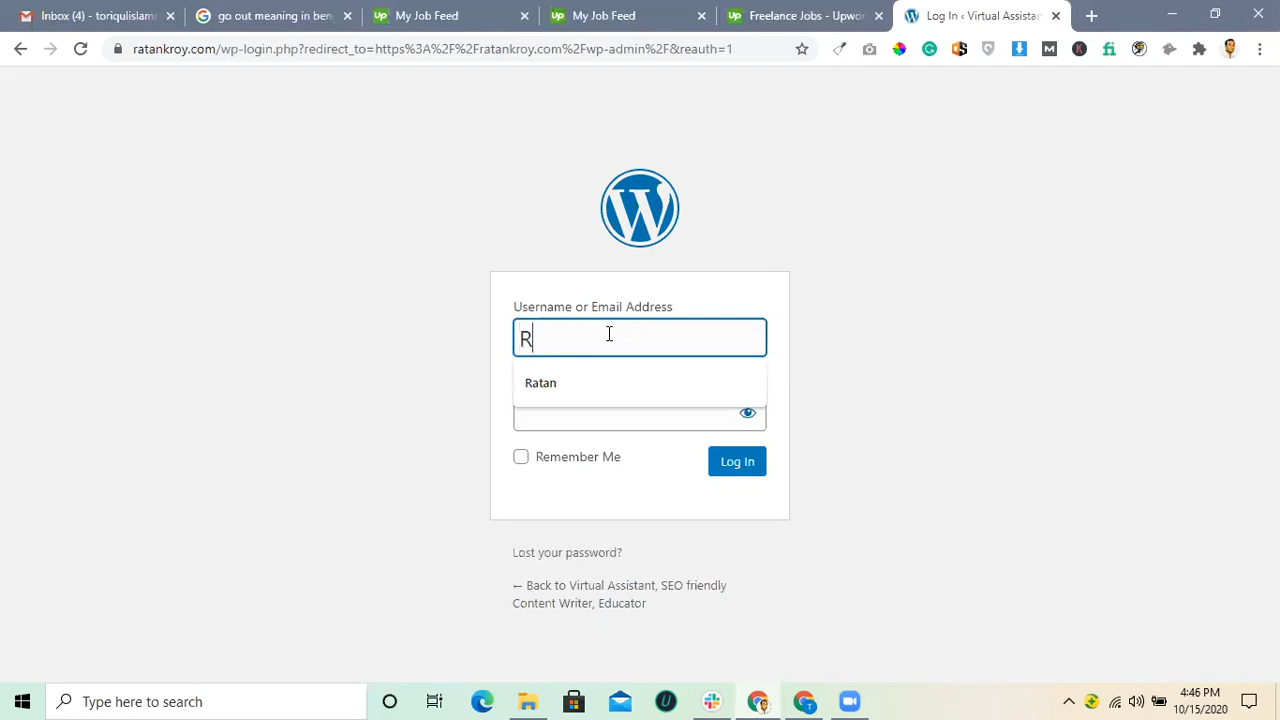 Inbox (4) - toriqulislam
go out meaning in ben
My Job Feed
My Job Feed
Freelance Jobs - Upwo
Log In ‹ Virtual Assistan
ratankroy.com/wp-login.php?redirect_to=https%3A%2F%2Fratankroy.com%2Fwp-admin%2F&reauth=1
Username or Email Address
R
Ratan
Remember Me
Log In
Lost your password?
← Back to Virtual Assistant, SEO friendly
Content Writer, Educator
Type here to search
4:46 PM
10/15/2020